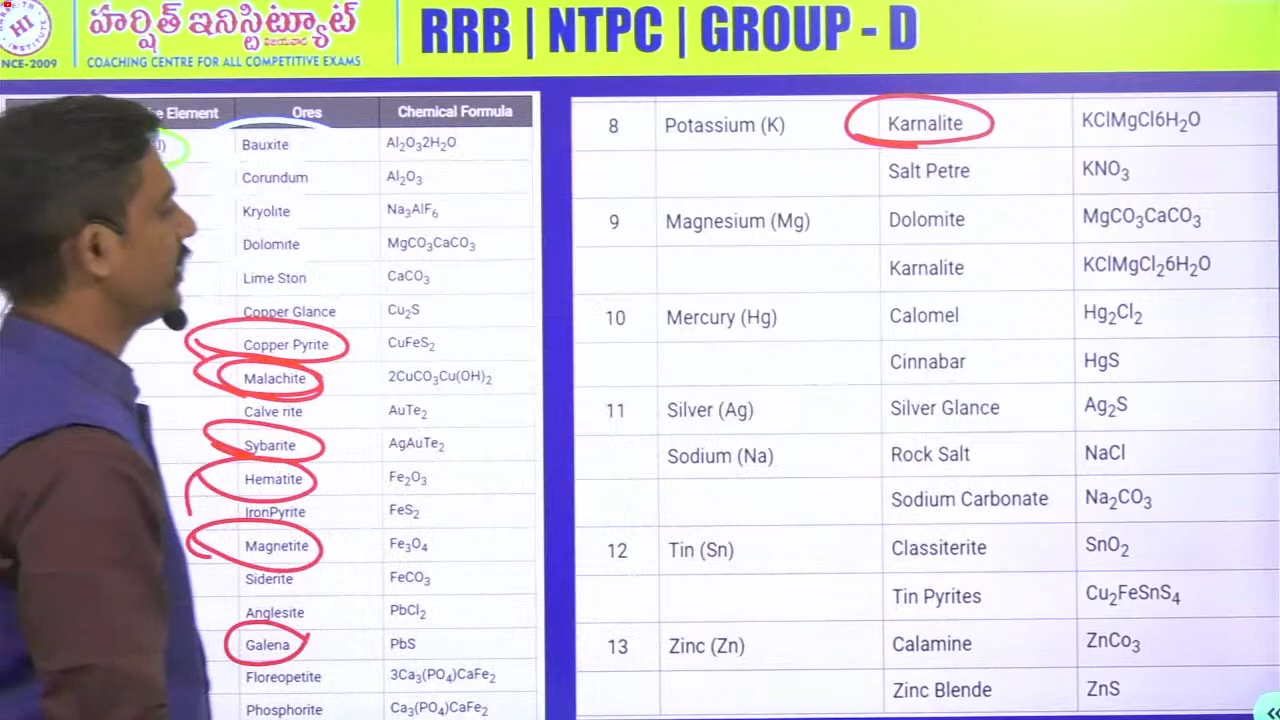 HI
NCE-2009
హర్షిత్ ఇనిస్టిట్యూట్
విజయవాడ
COACHING CENTRE FOR ALL COMPETITIVE EXAMS
RRB | NTPC | GROUP - D
Element Ores Chemical Formula
Bauxite Al₂O₃2H₂O
Corundum Al₂O₃
Kryolite Na₃AlF₆
Dolomite MgCO₃CaCO₃
Lime Ston CaCO₃
Copper Glance Cu₂S
Copper Pyrite CuFeS₂
Malachite 2CuCO₃Cu(OH)₂
Calve rite AuTe₂
Sybarite AgAuTe₂
Hematite Fe₂O₃
IronPyrite FeS₂
Magnetite Fe₃O₄
Siderite FeCO₃
Anglesite PbCl₂
Galena PbS
Floreopetite 3Ca₃(PO₄)CaFe₂
Phosphorite Ca₃(PO₄)CaFe₂
8 Potassium (K) Karnalite KClMgCl6H₂O
Salt Petre KNO₃
9 Magnesium (Mg) Dolomite MgCO₃CaCO₃
Karnalite KClMgCl₂6H₂O
10 Mercury (Hg) Calomel Hg₂Cl₂
Cinnabar HgS
11 Silver (Ag) Silver Glance Ag₂S
Sodium (Na) Rock Salt NaCl
Sodium Carbonate Na₂CO₃
12 Tin (Sn) Classiterite SnO₂
Tin Pyrites Cu₂FeSnS₄
13 Zinc (Zn) Calamine ZnCo₃
Zinc Blende ZnS